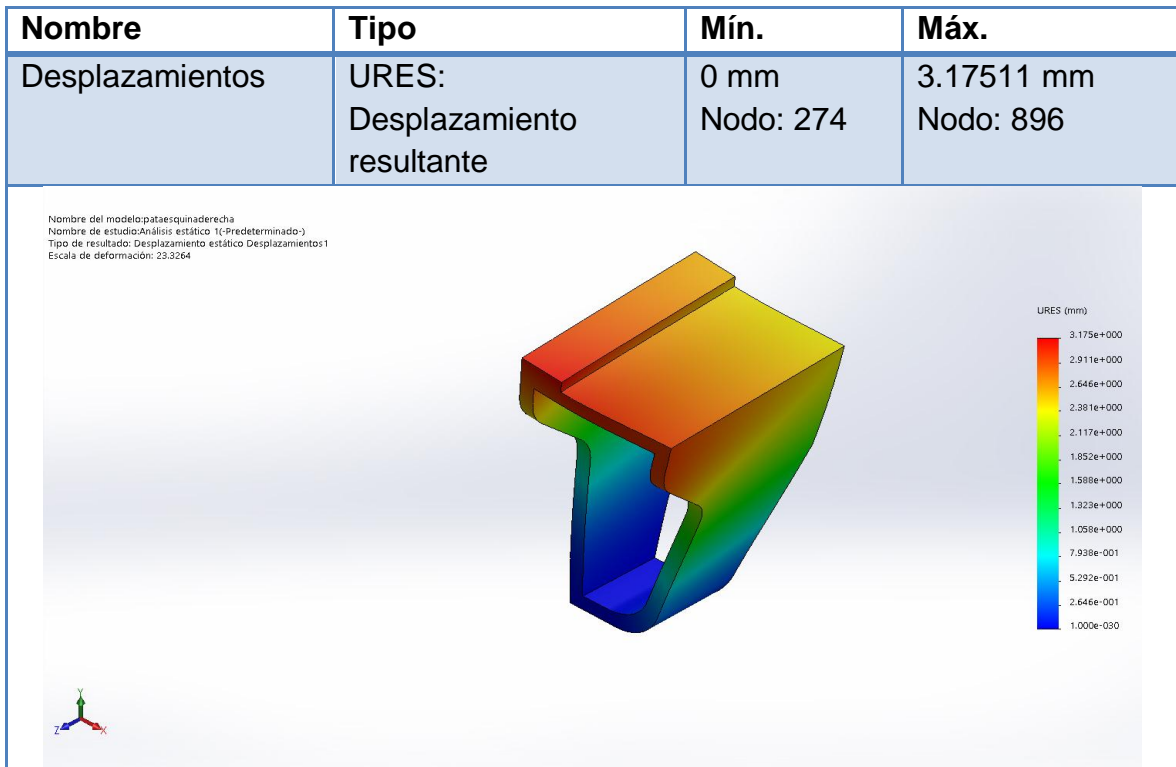 Nombre Tipo Mín. Máx.
Desplazamientos URES: 0 mm 3.17511 mm
Desplazamiento Nodo: 274 Nodo: 896
resultante
Nombre del modelo:pataesquinaderecha
Nombre de estudio:Análisis estático 1(-Predeterminado-)
Tipo de resultado: Desplazamiento estático Desplazamientos1
Escala de deformación: 23.3264
URES (mm)
3.175e+000
2.911e+000
2.646e+000
2.381e+000
2.117e+000
1.852e+000
1.588e+000
1.323e+000
1.058e+000
7.938e-001
5.292e-001
2.646e-001
1.000e-030
Y
Z
X